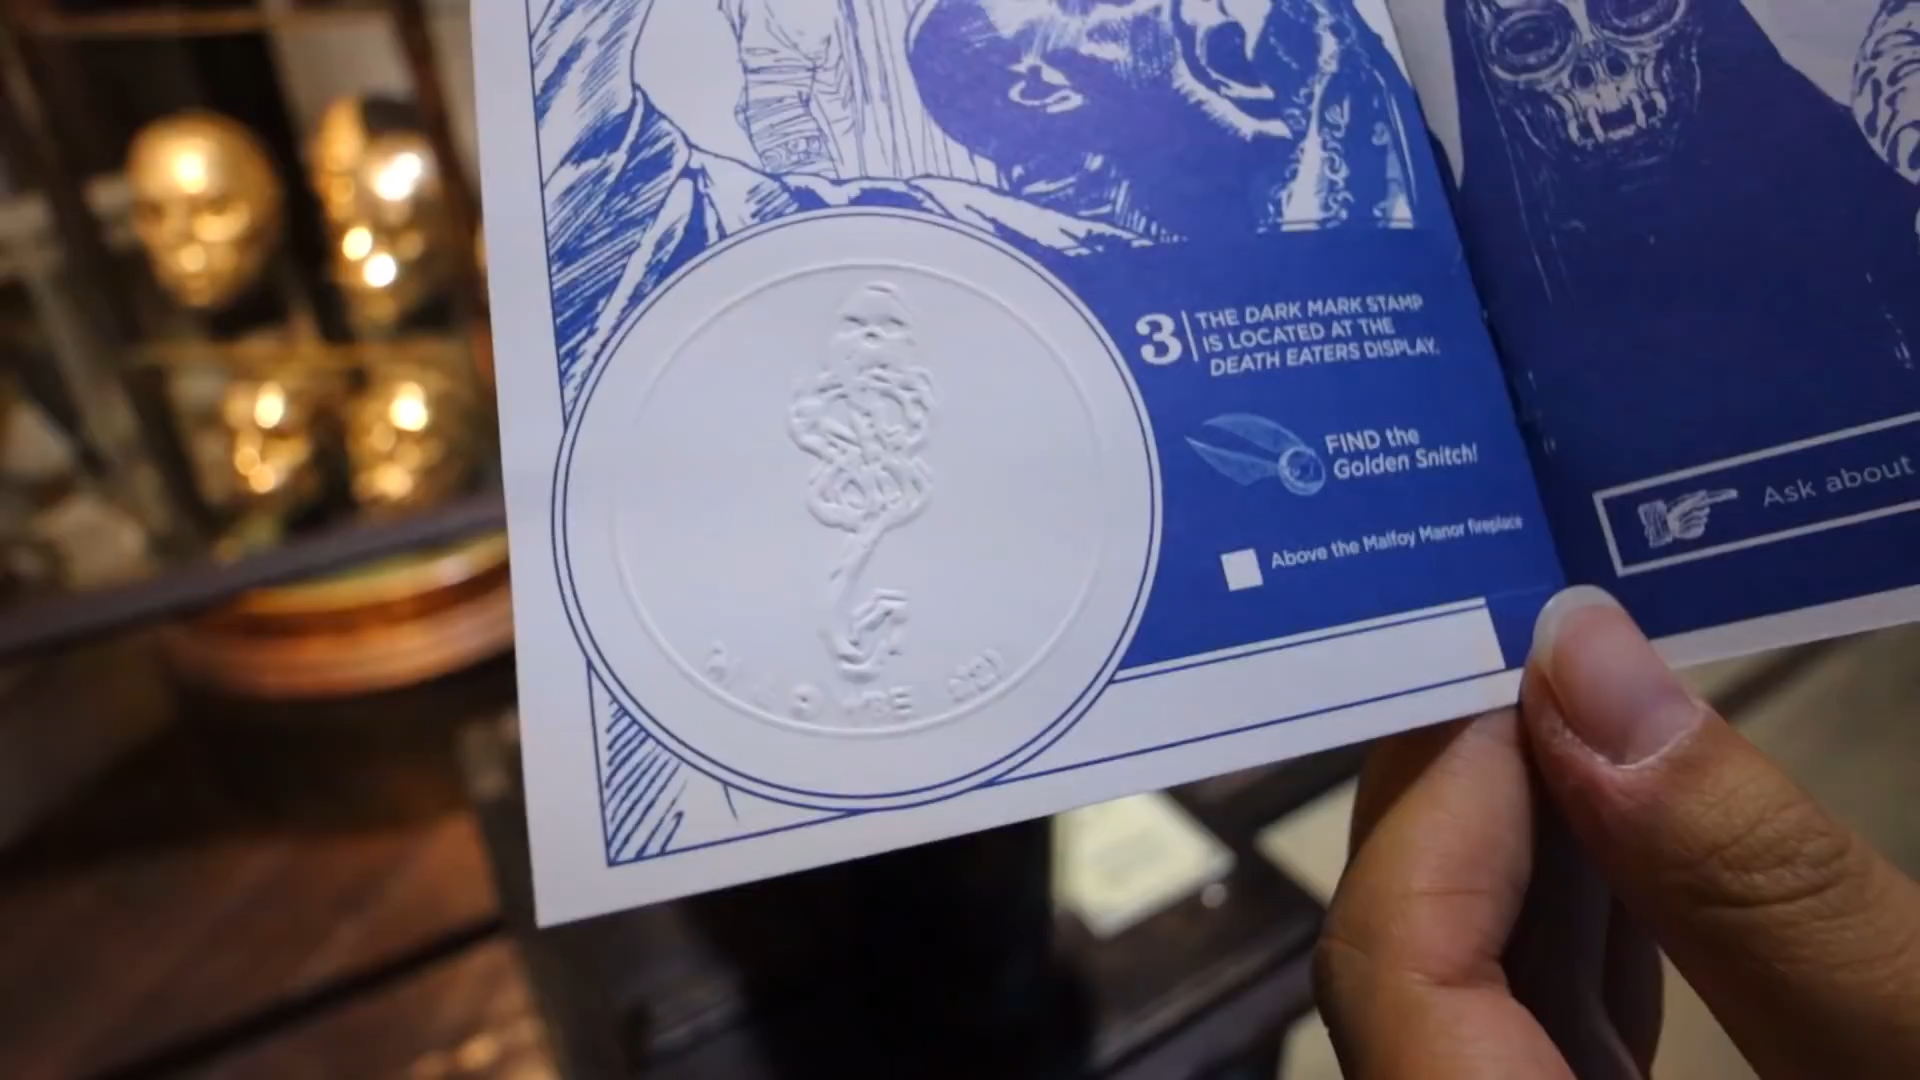 3
THE DARK MARK STAMP
IS LOCATED AT THE
DEATH EATERS DISPLAY.
FIND the
Golden Snitch!
Above the Malfoy Manor fireplace
Ask about